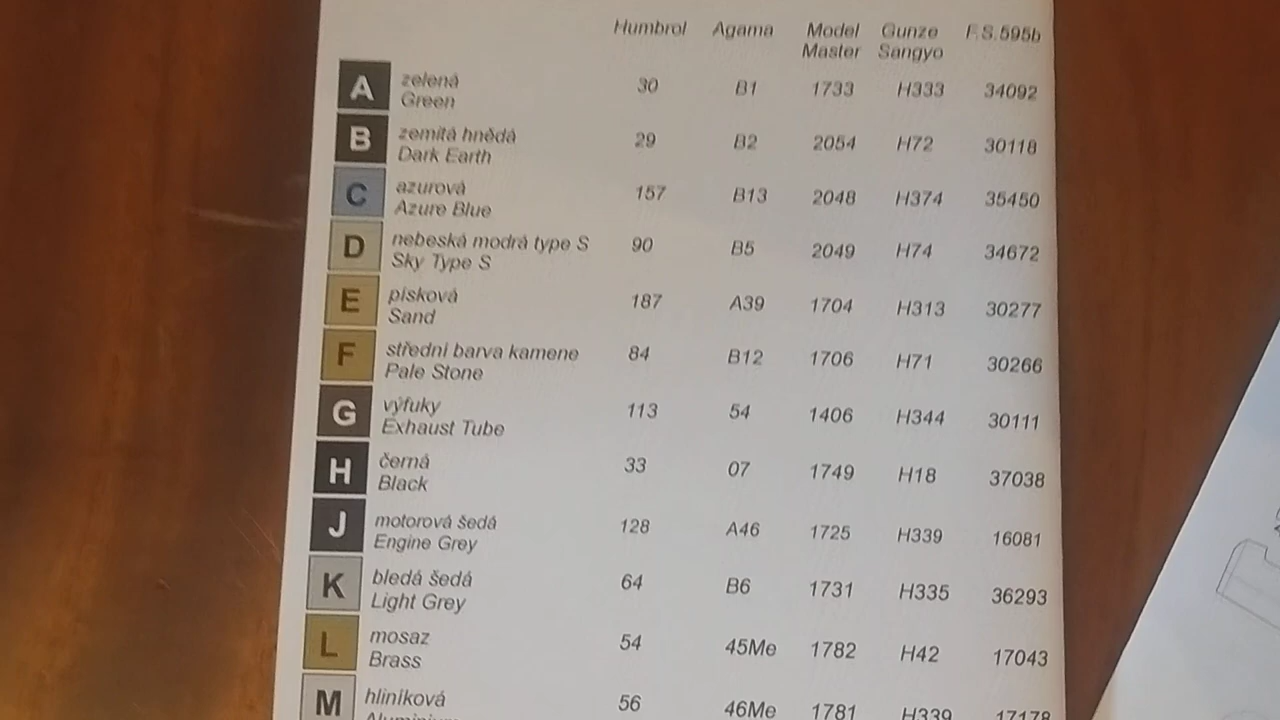 Humbrol Agama Model Master Gunze Sangyo F.S.595b
A zelená Green 30 B1 1733 H333 34092
B zemitá hnědá Dark Earth 29 B2 2054 H72 30118
C azurová Azure Blue 157 B13 2048 H374 35450
D nebeská modrá type S Sky Type S 90 B5 2049 H74 34672
E písková Sand 187 A39 1704 H313 30277
F střední barva kamene Pale Stone 84 B12 1706 H71 30266
G výfuky Exhaust Tube 113 54 1406 H344 30111
H černá Black 33 07 1749 H18 37038
J motorová šedá Engine Grey 128 A46 1725 H339 16081
K bledá šedá Light Grey 64 B6 1731 H335 36293
L mosaz Brass 54 45Me 1782 H42 17043
M hliníková 56 46Me 1781 H339 17178